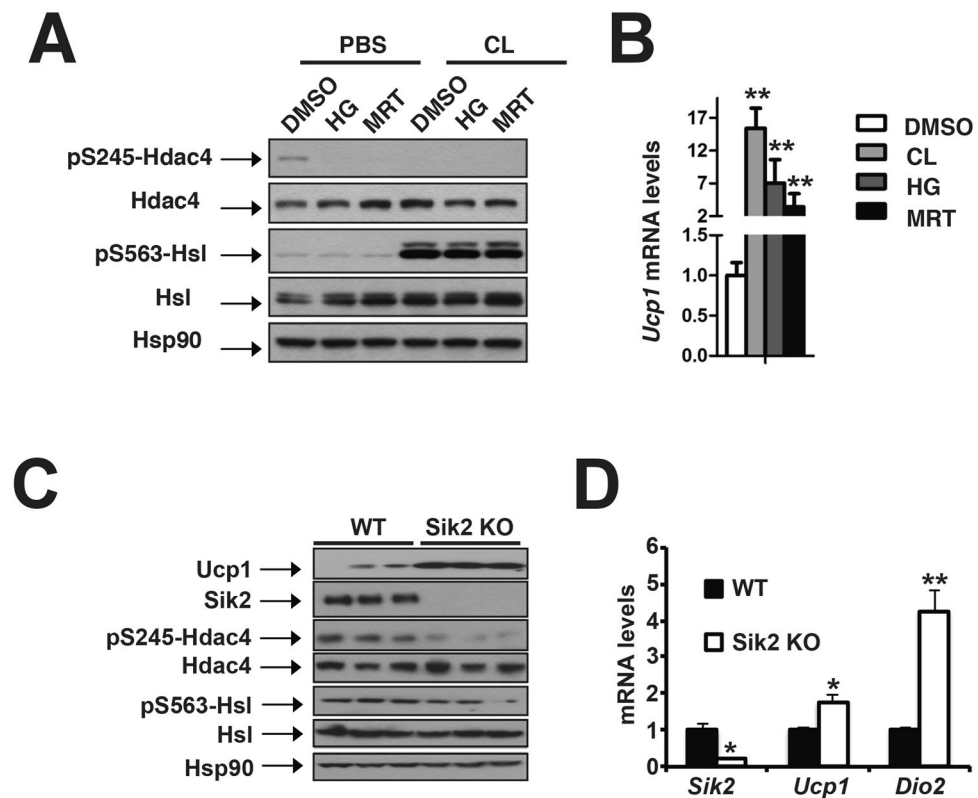 A
PBS CL
DMSO HG MRT DMSO HG MRT
pS245-Hdac4
Hdac4
pS563-Hsl
Hsl
Hsp90
B
Ucp1 mRNA levels
17
12
7
2
1.5
1.0
0.5
0.0
**
**
**
DMSO
CL
HG
MRT
C
WT Sik2 KO
Ucp1
Sik2
pS245-Hdac4
Hdac4
pS563-Hsl
Hsl
Hsp90
D
mRNA levels
6
5
4
3
2
1
0
WT
Sik2 KO
*
*
**
Sik2 Ucp1 Dio2